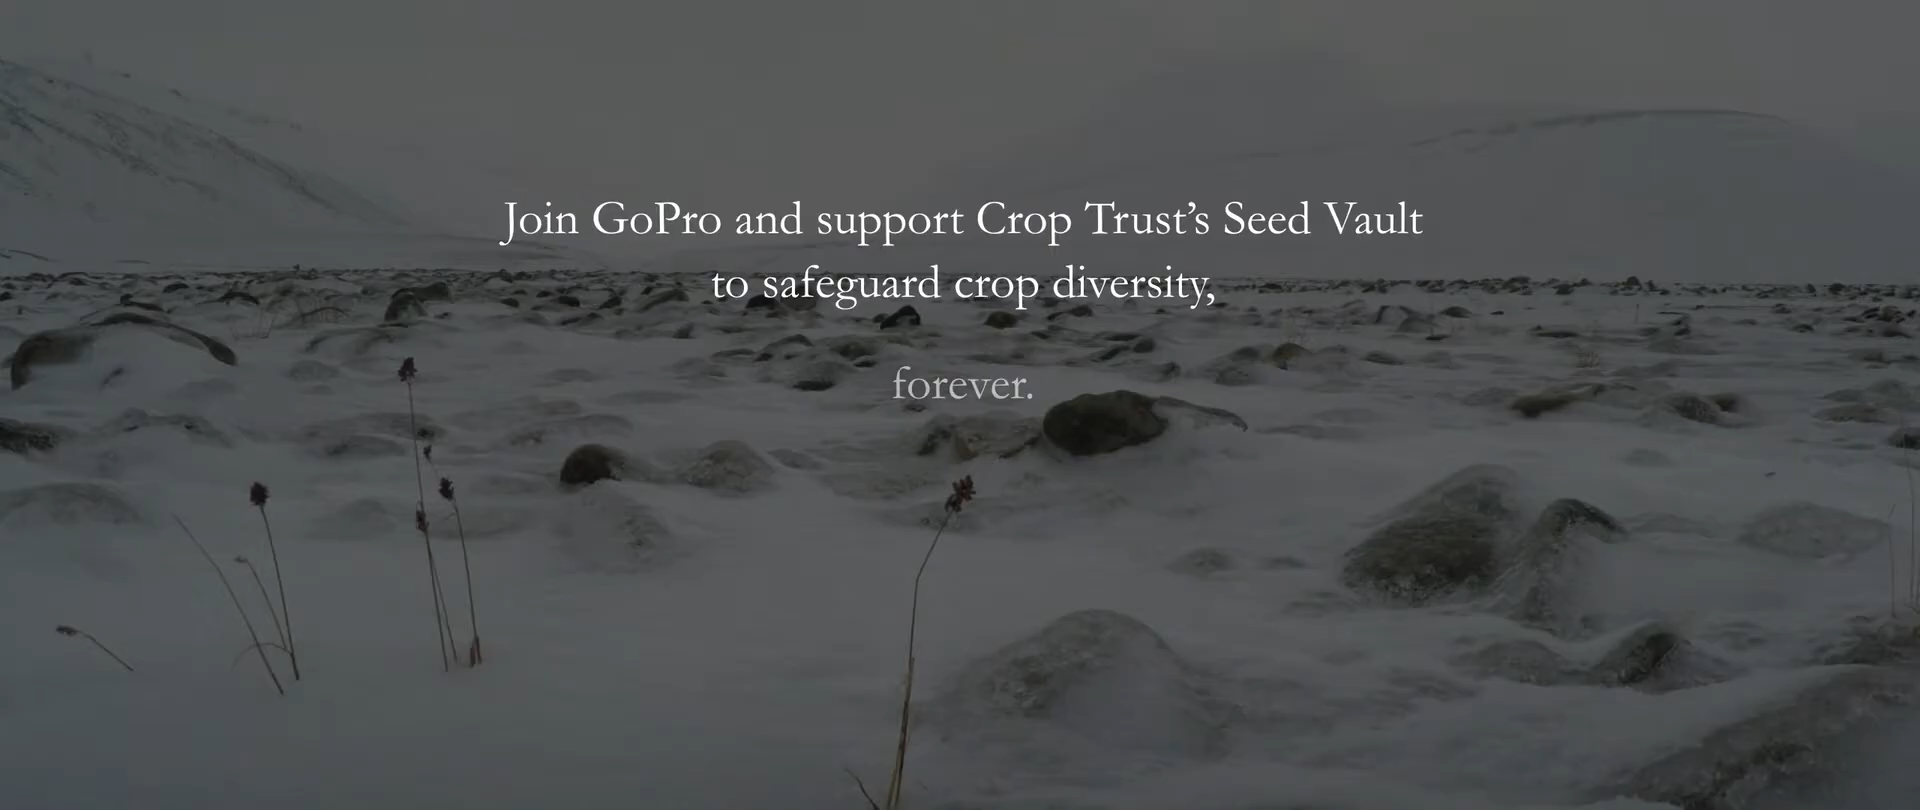 Join GoPro and support Crop Trust’s Seed Vault
to safeguard crop diversity,
forever.